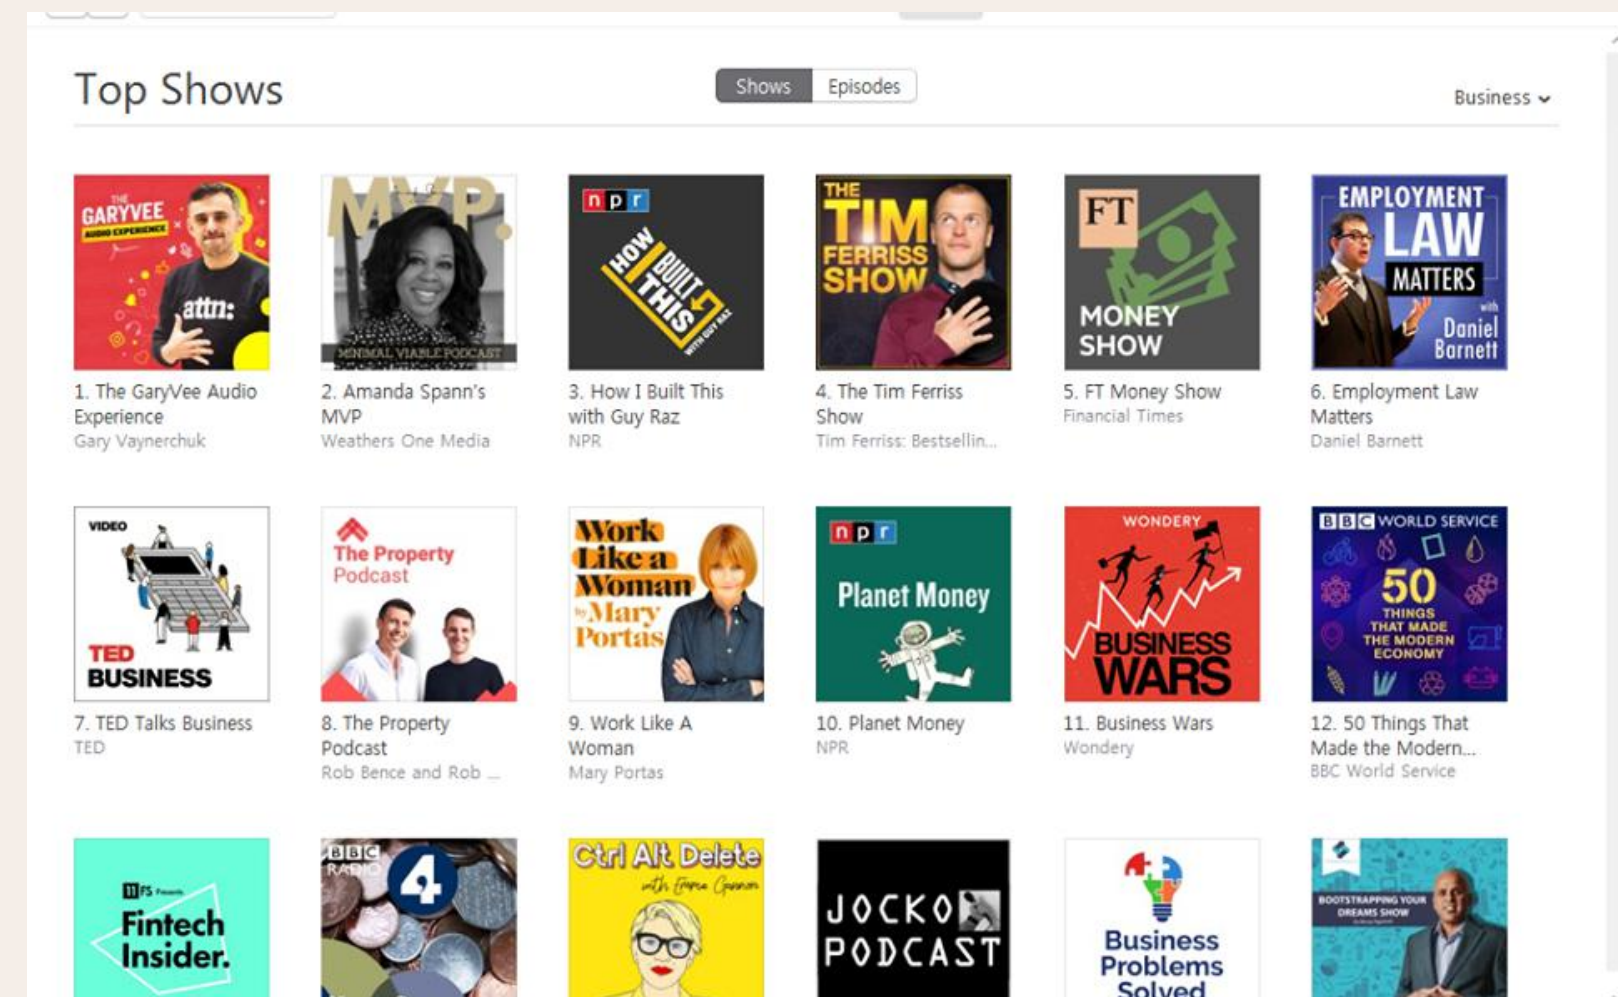 Top Shows
Shows
Episodes
Business
THE
GARYVEE
AUDIO EXPERIENCE
attn:
MVP.
MINIMAL VIABLE PODCAST
npr
HOW
I BUILT
THIS
WITH GUY RAZ
THE
TIM
FERRISS
SHOW
FT
MONEY
SHOW
EMPLOYMENT
LAW
MATTERS
with
Daniel
Barnett
1. The GaryVee Audio
Experience
Gary Vaynerchuk
2. Amanda Spann's
MVP
Weathers One Media
3. How I Built This
with Guy Raz
NPR
4. The Tim Ferriss
Show
Tim Ferriss: Bestsellin...
5. FT Money Show
Financial Times
6. Employment Law
Matters
Daniel Barnett
VIDEO
TED
BUSINESS
The Property
Podcast
Work
Like a
Woman
by Mary
Portas
npr
Planet Money
WONDERY
BUSINESS
WARS
BBC WORLD SERVICE
50
THINGS
THAT MADE
THE MODERN
ECONOMY
7. TED Talks Business
TED
8. The Property
Podcast
Rob Bence and Rob ...
9. Work Like A
Woman
Mary Portas
10. Planet Money
NPR
11. Business Wars
Wondery
12. 50 Things That
Made the Modern...
BBC World Service
11FS Presents
Fintech
Insider.
BBC
RADIO
4
Ctrl Alt Delete
with Emma Gannon
JOCKO
PODCAST
Business
Problems
Solved
BOOTSTRAPPING YOUR
DREAMS SHOW